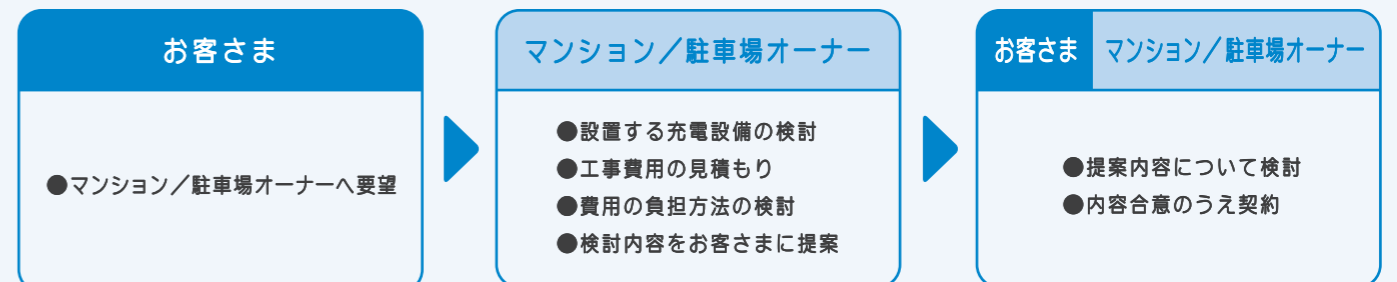 お客さま
●マンション／駐車場オーナーへ要望
マンション／駐車場オーナー
●設置する充電設備の検討
●工事費用の見積もり
●費用の負担方法の検討
●検討内容をお客さまに提案
お客さま マンション／駐車場オーナー
●提案内容について検討
●内容合意のうえ契約